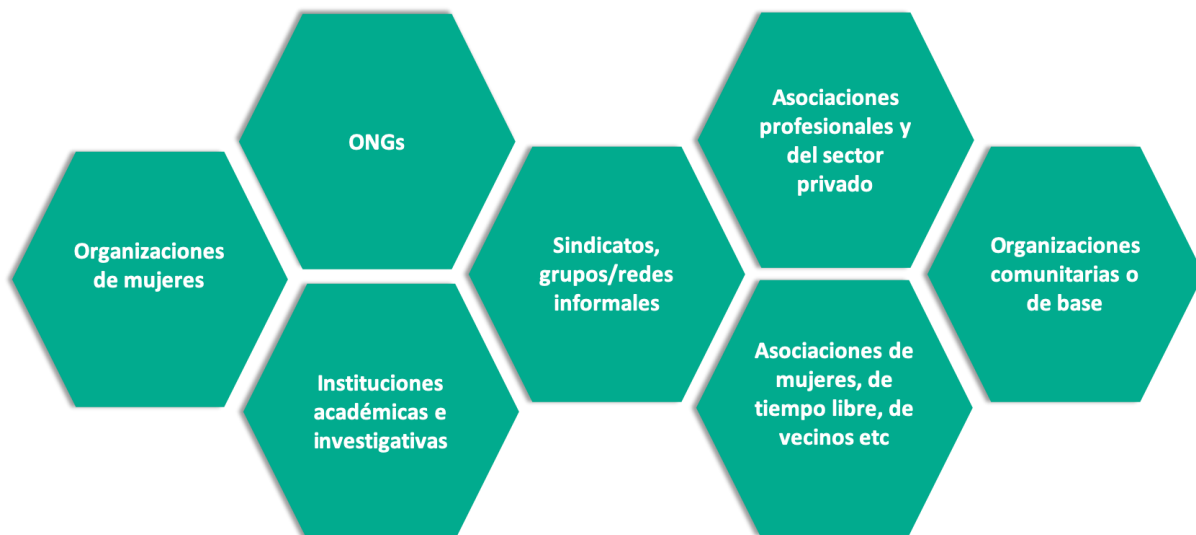 ONGs
Asociaciones
profesionales y
del sector
privado
Organizaciones
de mujeres
Sindicatos,
grupos/redes
informales
Organizaciones
comunitarias o
de base
Instituciones
académicas e
investigativas
Asociaciones de
mujeres, de
tiempo libre, de
vecinos etc